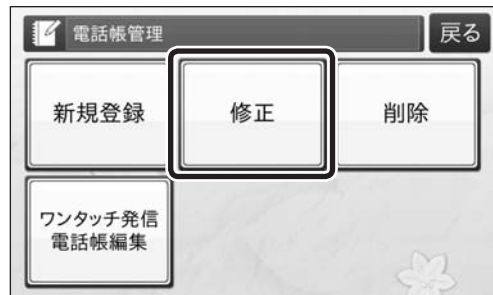 電話帳管理
戻る
新規登録
修正
削除
ワンタッチ発信
電話帳編集